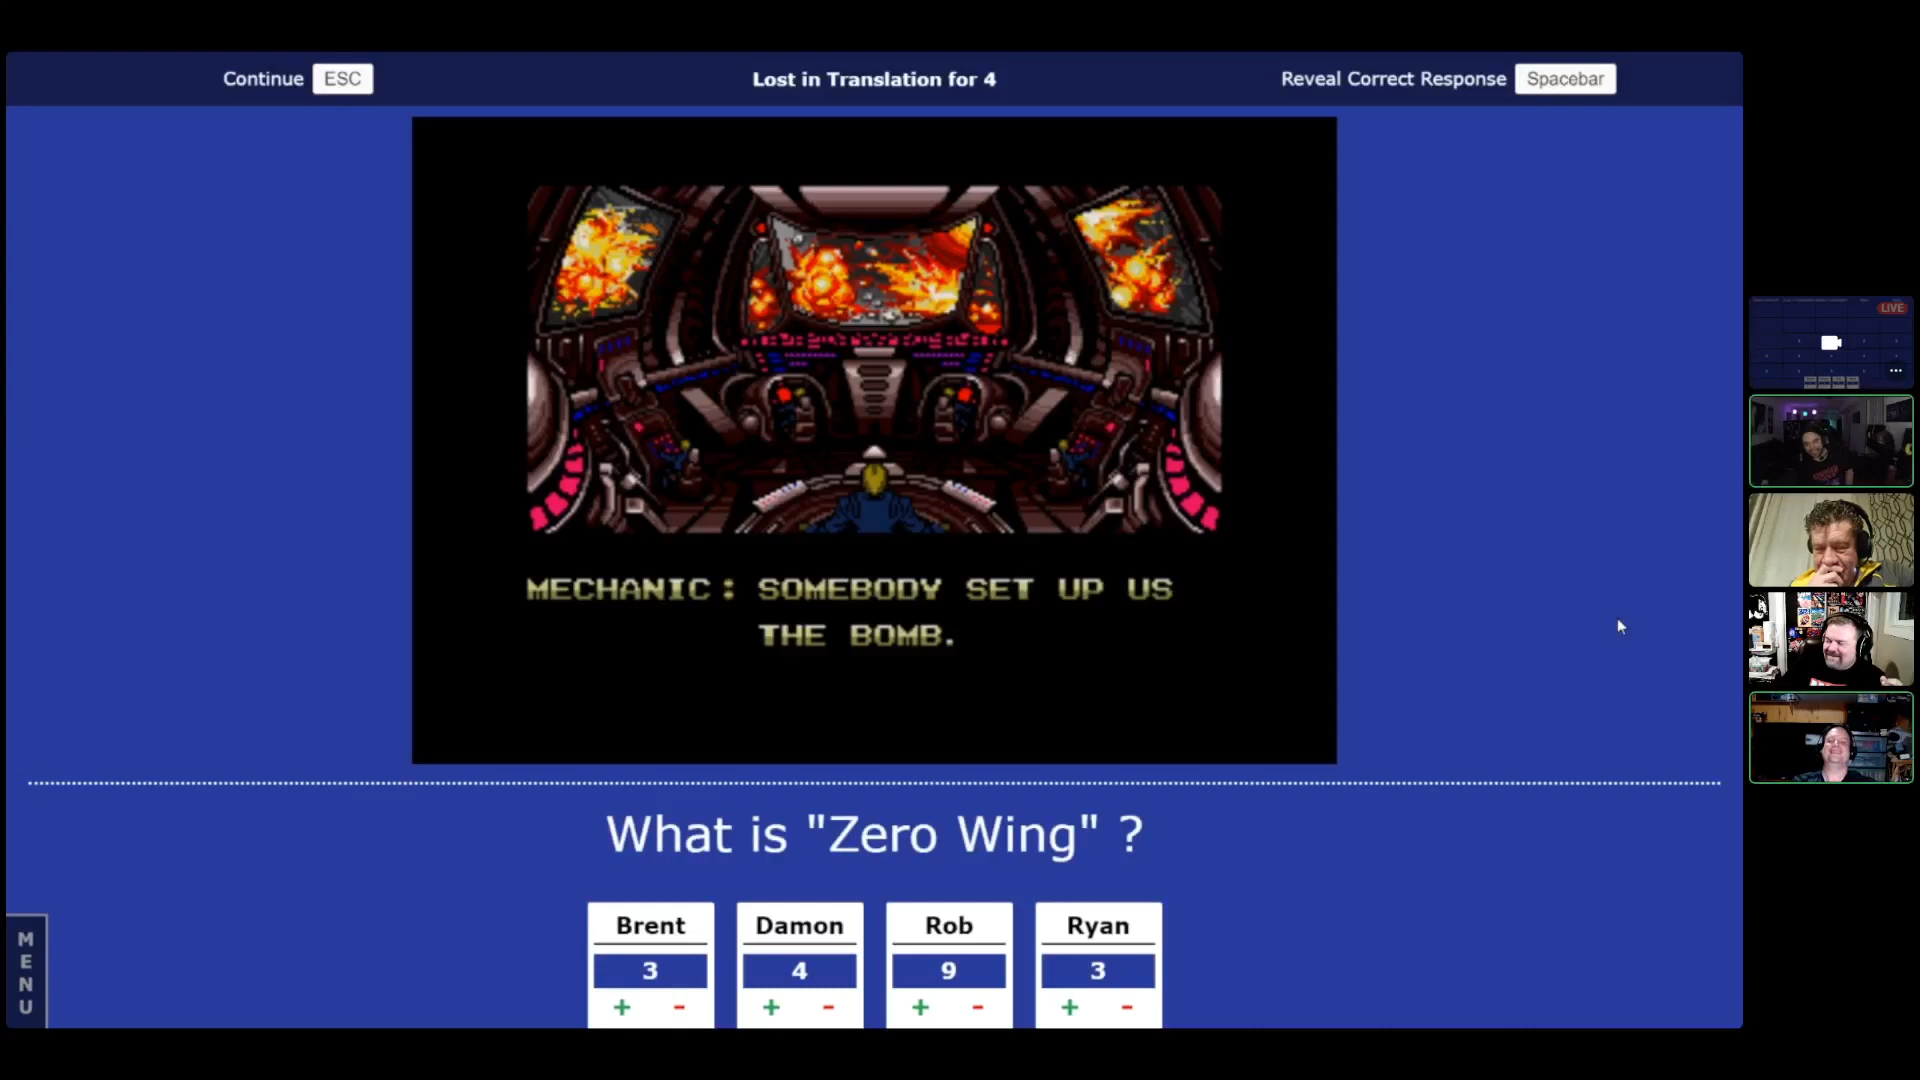 Continue ESC
Lost in Translation for 4
Reveal Correct Response Spacebar
MECHANIC: SOMEBODY SET UP US
THE BOMB.
What is "Zero Wing" ?
Brent
Damon
Rob
Ryan
3
4
9
3
+ -
+ -
+ -
+ -
MENU
LIVE